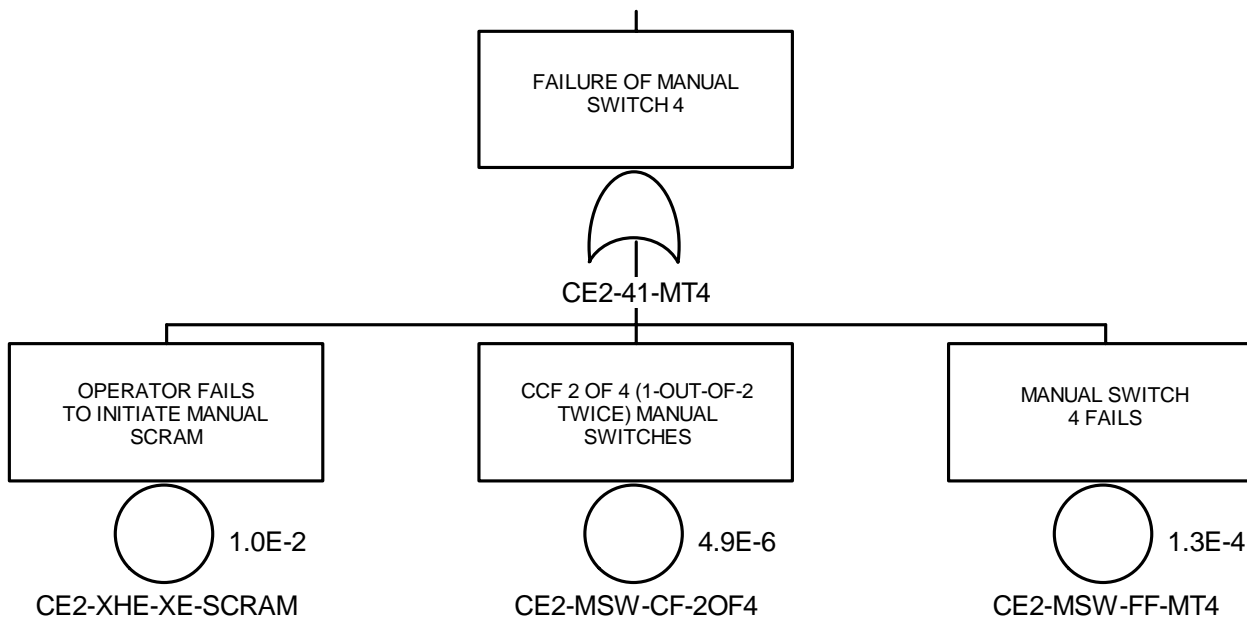 FAILURE OF MANUAL
SWITCH 4
CE2-41-MT4
OPERATOR FAILS
TO INITIATE MANUAL
SCRAM
1.0E-2
CE2-XHE-XE-SCRAM
CCF 2 OF 4 (1-OUT-OF-2
TWICE) MANUAL
SWITCHES
4.9E-6
CE2-MSW-CF-2OF4
MANUAL SWITCH
4 FAILS
1.3E-4
CE2-MSW-FF-MT4